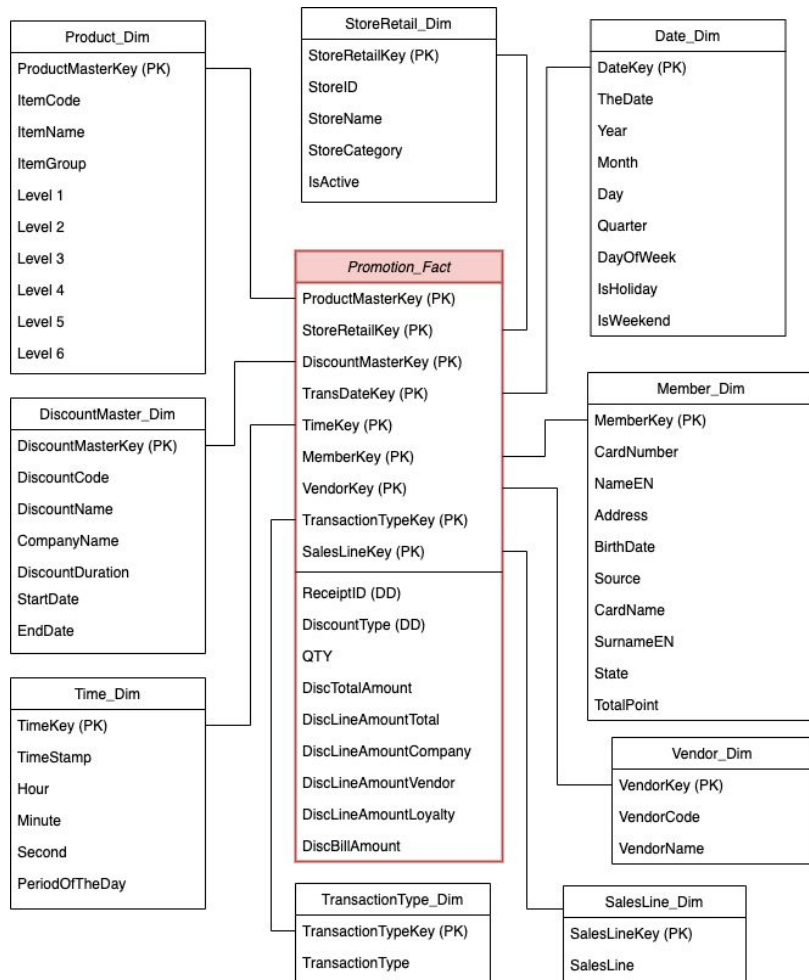 Product_Dim
ProductMasterKey (PK)
ItemCode
ItemName
ItemGroup
Level 1
Level 2
Level 3
Level 4
Level 5
Level 6
StoreRetail_Dim
StoreRetailKey (PK)
StoreID
StoreName
StoreCategory
IsActive
Date_Dim
DateKey (PK)
TheDate
Year
Month
Day
Quarter
DayOfWeek
IsHoliday
IsWeekend
Promotion_Fact
ProductMasterKey (PK)
StoreRetailKey (PK)
DiscountMasterKey (PK)
TransDateKey (PK)
TimeKey (PK)
MemberKey (PK)
VendorKey (PK)
TransactionTypeKey (PK)
SalesLineKey (PK)
ReceiptID (DD)
DiscountType (DD)
QTY
DiscTotalAmount
DiscLineAmountTotal
DiscLineAmountCompany
DiscLineAmountVendor
DiscLineAmountLoyalty
DiscBillAmount
DiscountMaster_Dim
DiscountMasterKey (PK)
DiscountCode
DiscountName
CompanyName
DiscountDuration
StartDate
EndDate
Member_Dim
MemberKey (PK)
CardNumber
NameEN
Address
BirthDate
Source
CardName
SurnameEN
State
TotalPoint
Time_Dim
TimeKey (PK)
TimeStamp
Hour
Minute
Second
PeriodOfTheDay
Vendor_Dim
VendorKey (PK)
VendorCode
VendorName
TransactionType_Dim
TransactionTypeKey (PK)
TransactionType
SalesLine_Dim
SalesLineKey (PK)
SalesLine